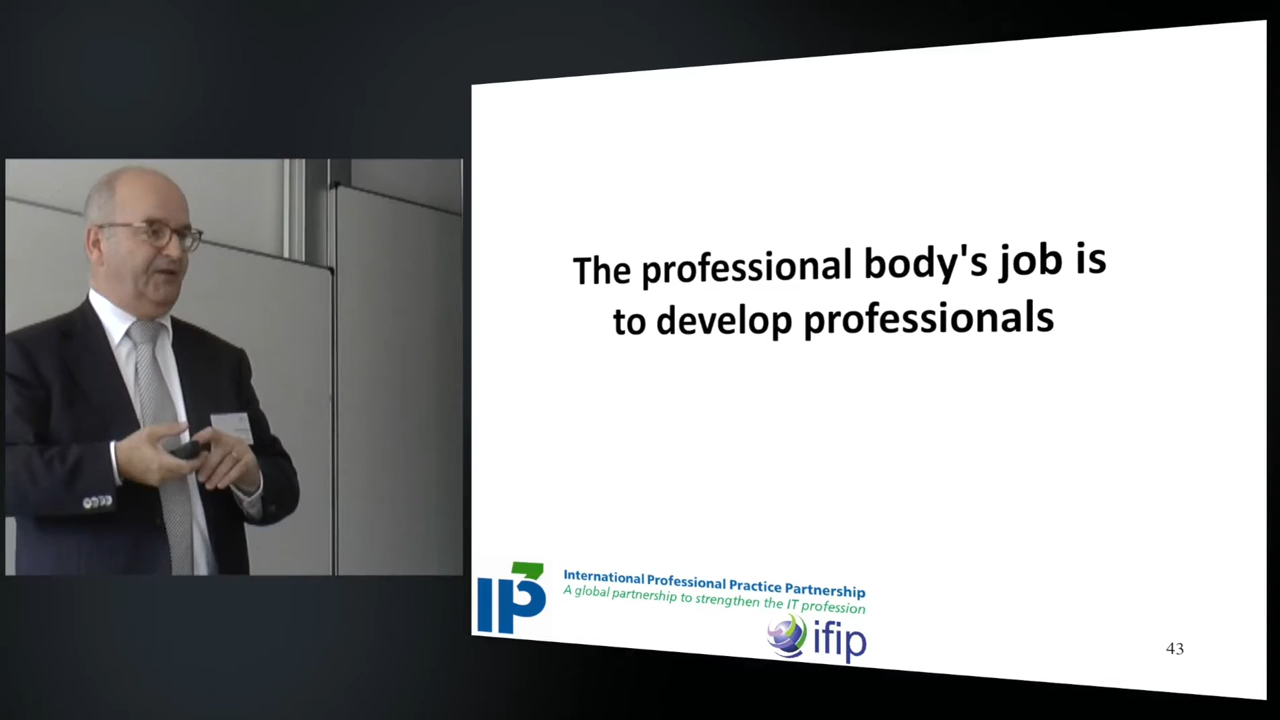 The professional body's job is
to develop professionals
IP3
International Professional Practice Partnership
A global partnership to strengthen the IT profession
ifip
43